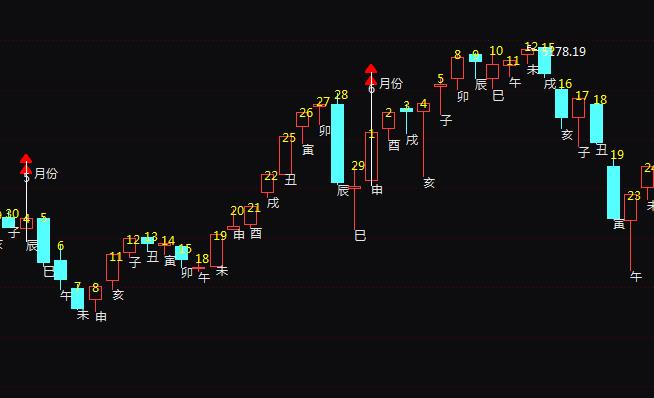 30
子
5 月份
4
辰
5
巳
6
午
7
未
8
申
11
亥
12
子
13
丑
14
寅
15
卯
18
午
19
未
20
申
21
酉
22
戌
25
丑
26
寅
27
卯
28
辰
29
巳
6 月份
1
申
2
酉
3
戌
4
亥
5
子
8
卯
9
辰
10
巳
11
午
12
未
15
5278.19
戌
16
亥
17
子
18
丑
19
寅
23
午
24
未